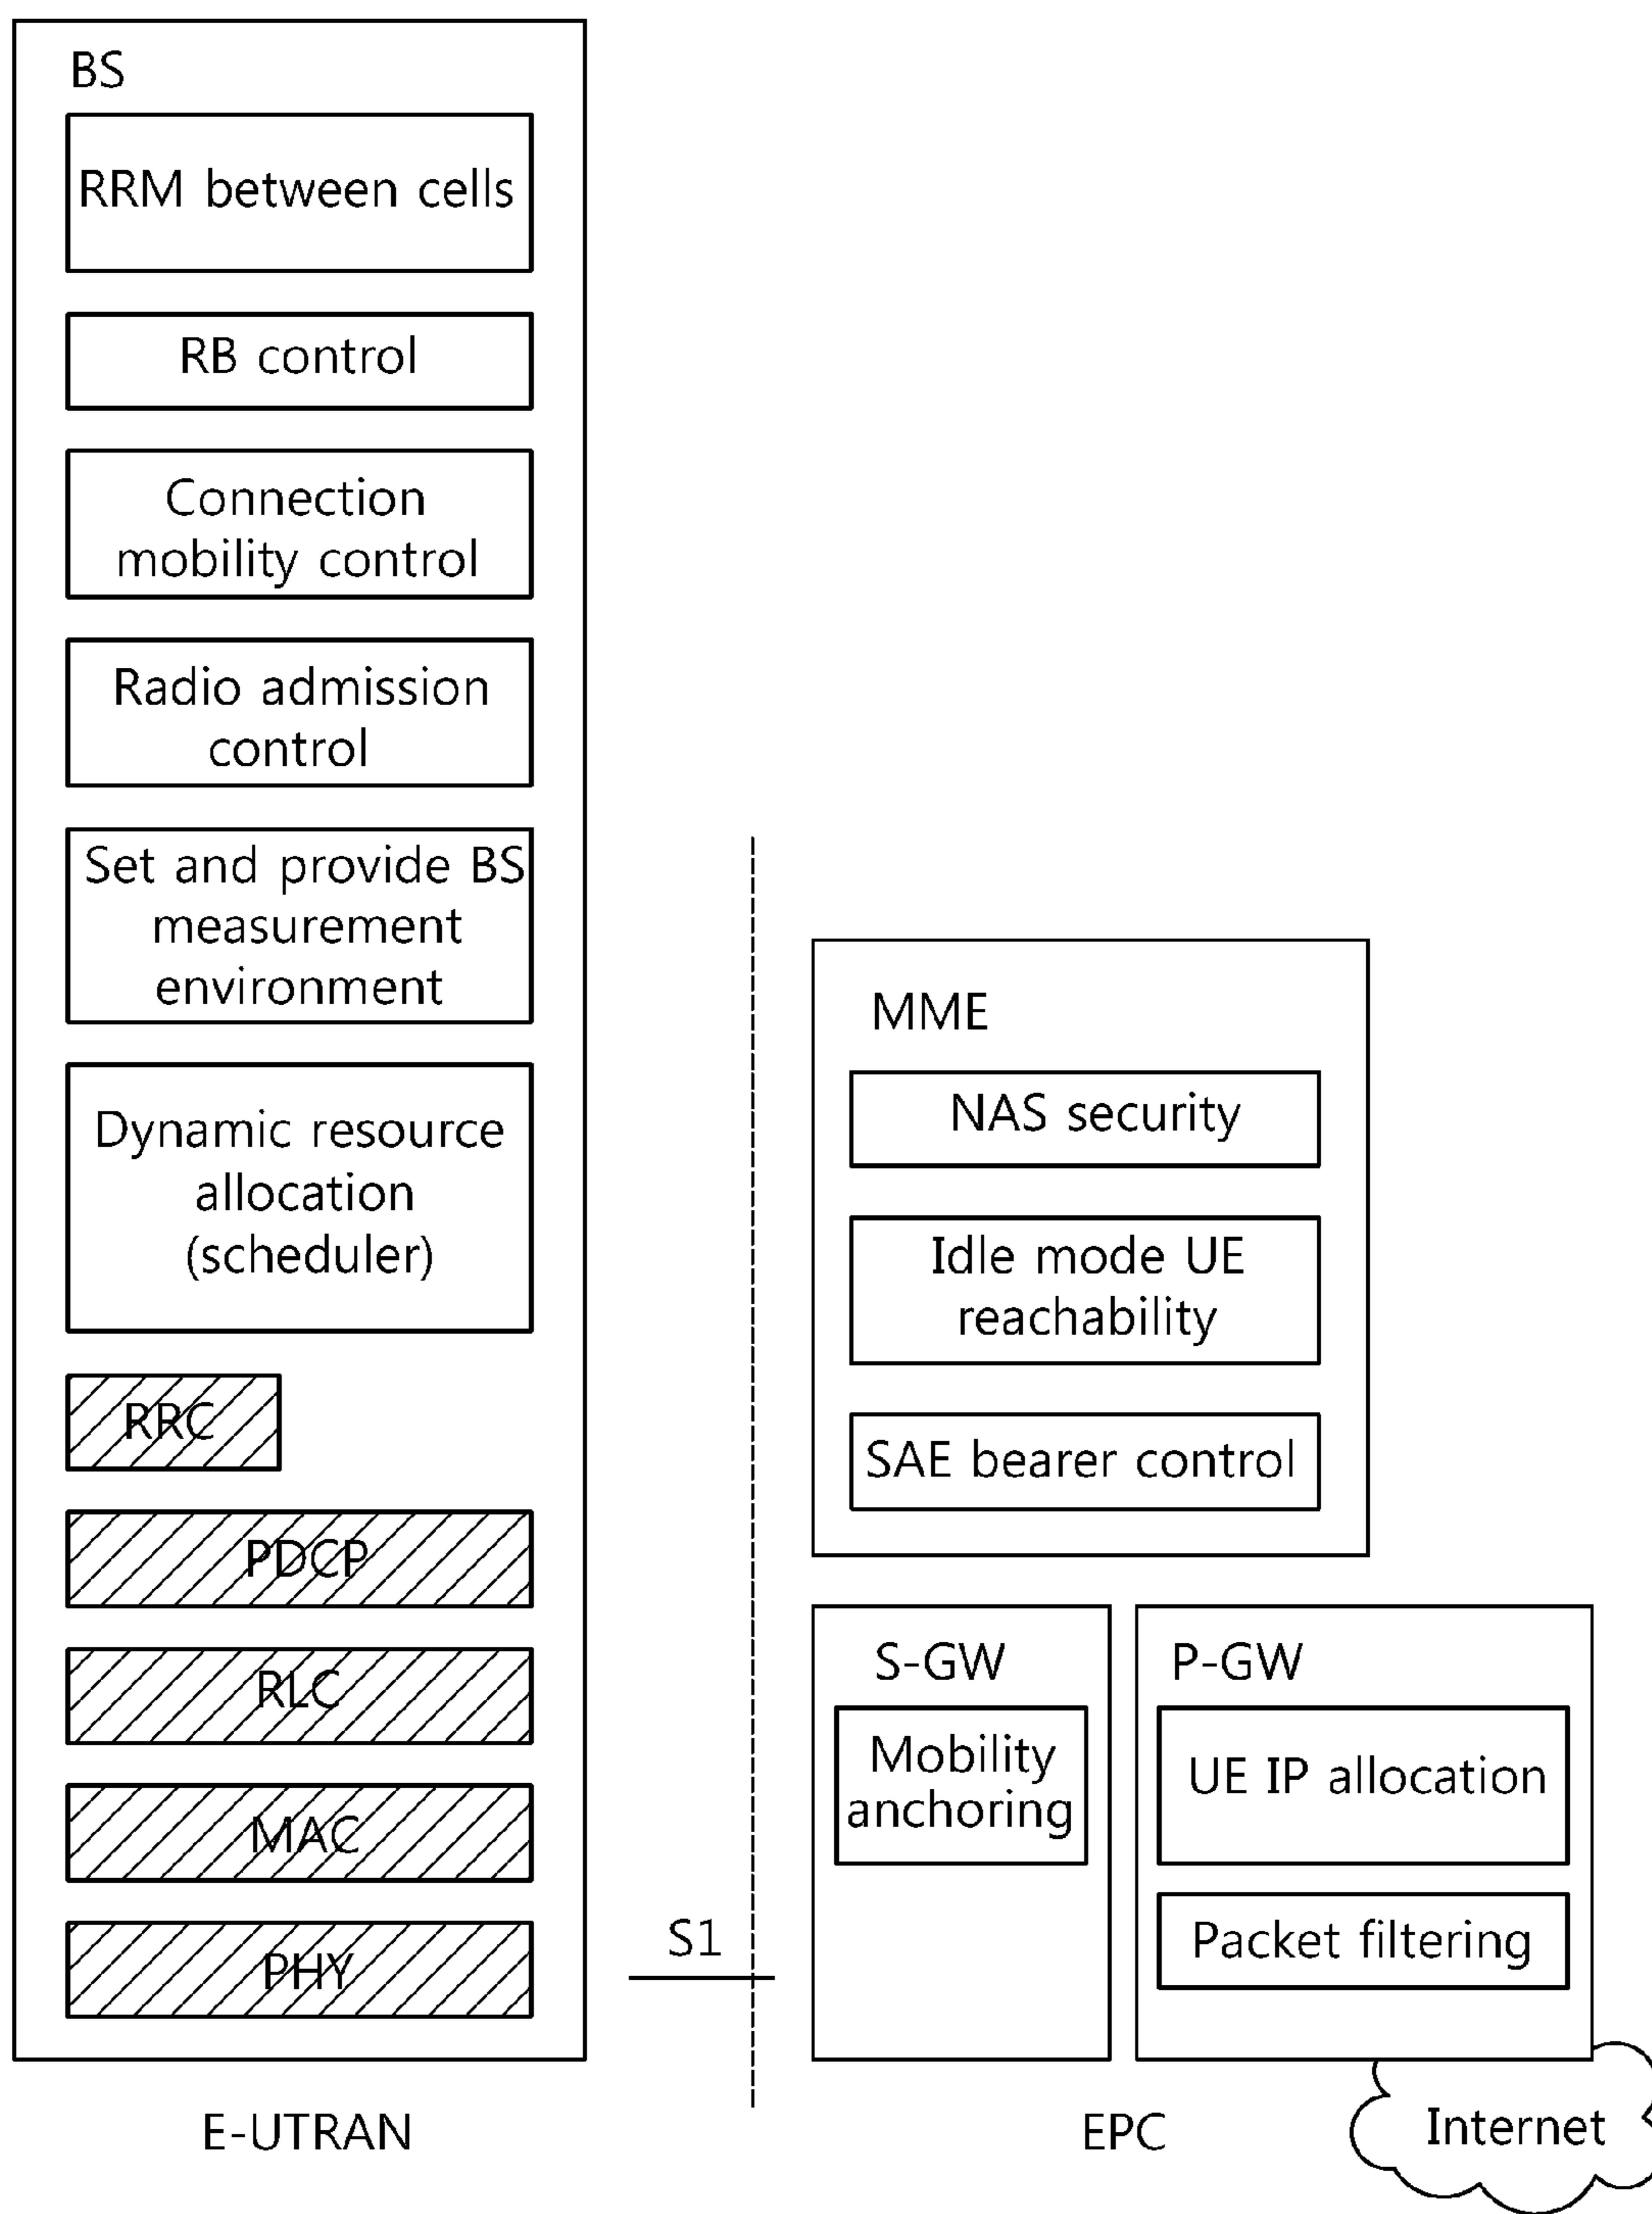 BS
RRM between cells
RB control
Connection
mobility control
Radio admission
control
Set and provide BS
measurement
environment
Dynamic resource
allocation
(scheduler)
RRC
PDCP
RLC
MAC
PHY
E-UTRAN
S1
MME
NAS security
Idle mode UE
reachability
SAE bearer control
S-GW
Mobility
anchoring
P-GW
UE IP allocation
Packet filtering
EPC
Internet